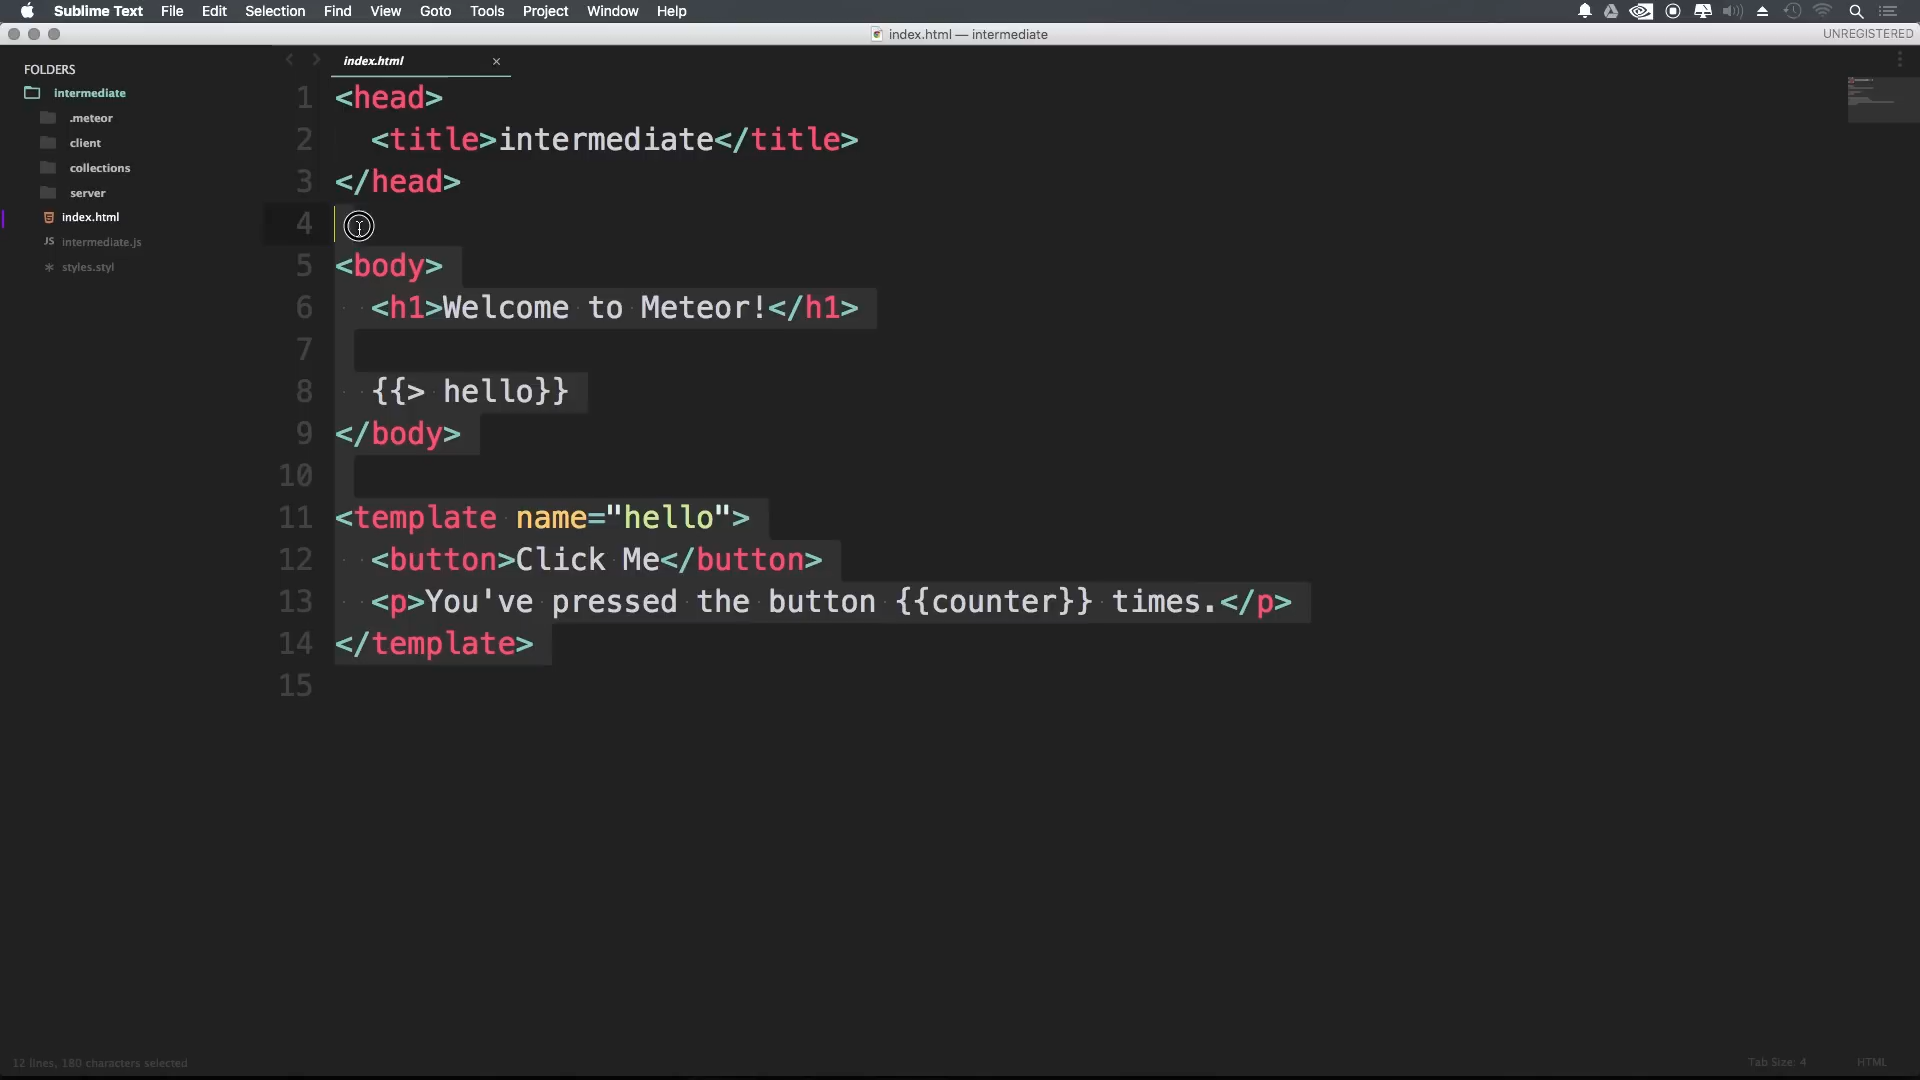 Sublime Text File Edit Selection Find View Goto Tools Project Window Help
index.html — intermediate UNREGISTERED
FOLDERS
intermediate
.meteor
client
collections
server
index.html
JS intermediate.js
styles.styl
index.html
1 <head>
2 <title>intermediate</title>
3 </head>
4
5 <body>
6 <h1>Welcome to Meteor!</h1>
7
8 {{> hello}}
9 </body>
10
11 <template name="hello">
12 <button>Click Me</button>
13 <p>You've pressed the button {{counter}} times.</p>
14 </template>
15
12 lines, 180 characters selected Tab Size: 4 HTML